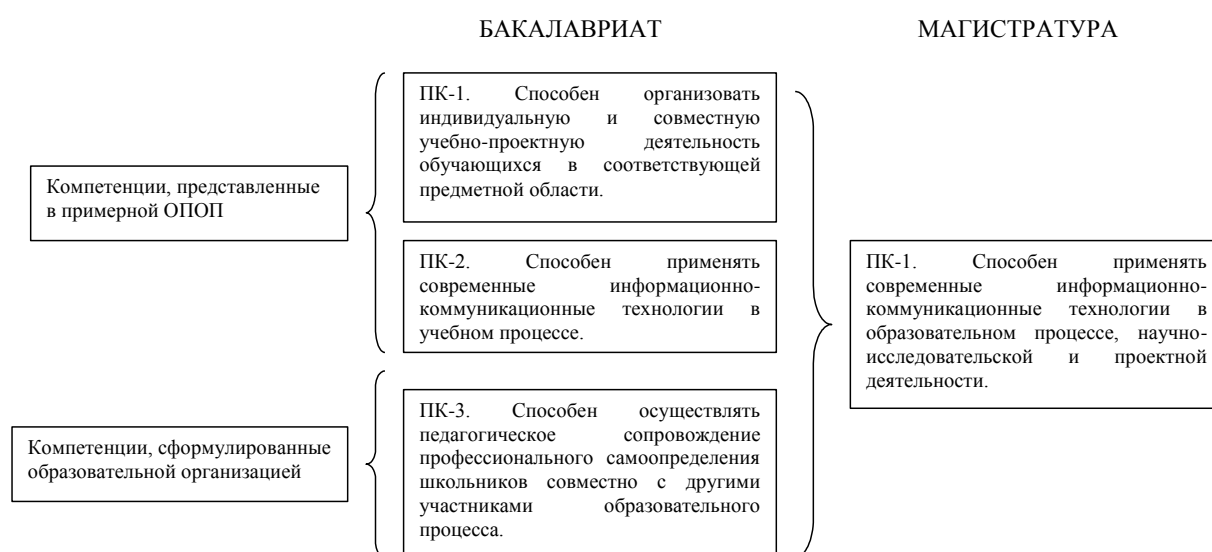 БАКАЛАВРИАТ
МАГИСТРАТУРА
Компетенции, представленные
в примерной ОПОП
ПК-1. Способен организовать
индивидуальную и совместную
учебно-проектную деятельность
обучающихся в соответствующей
предметной области.
ПК-2. Способен применять
современные информационно-
коммуникационные технологии в
учебном процессе.
Компетенции, сформулированные
образовательной организацией
ПК-3. Способен осуществлять
педагогическое сопровождение
профессионального самоопределения
школьников совместно с другими
участниками образовательного
процесса.
ПК-1. Способен применять
современные информационно-
коммуникационные технологии в
образовательном процессе, научно-
исследовательской и проектной
деятельности.